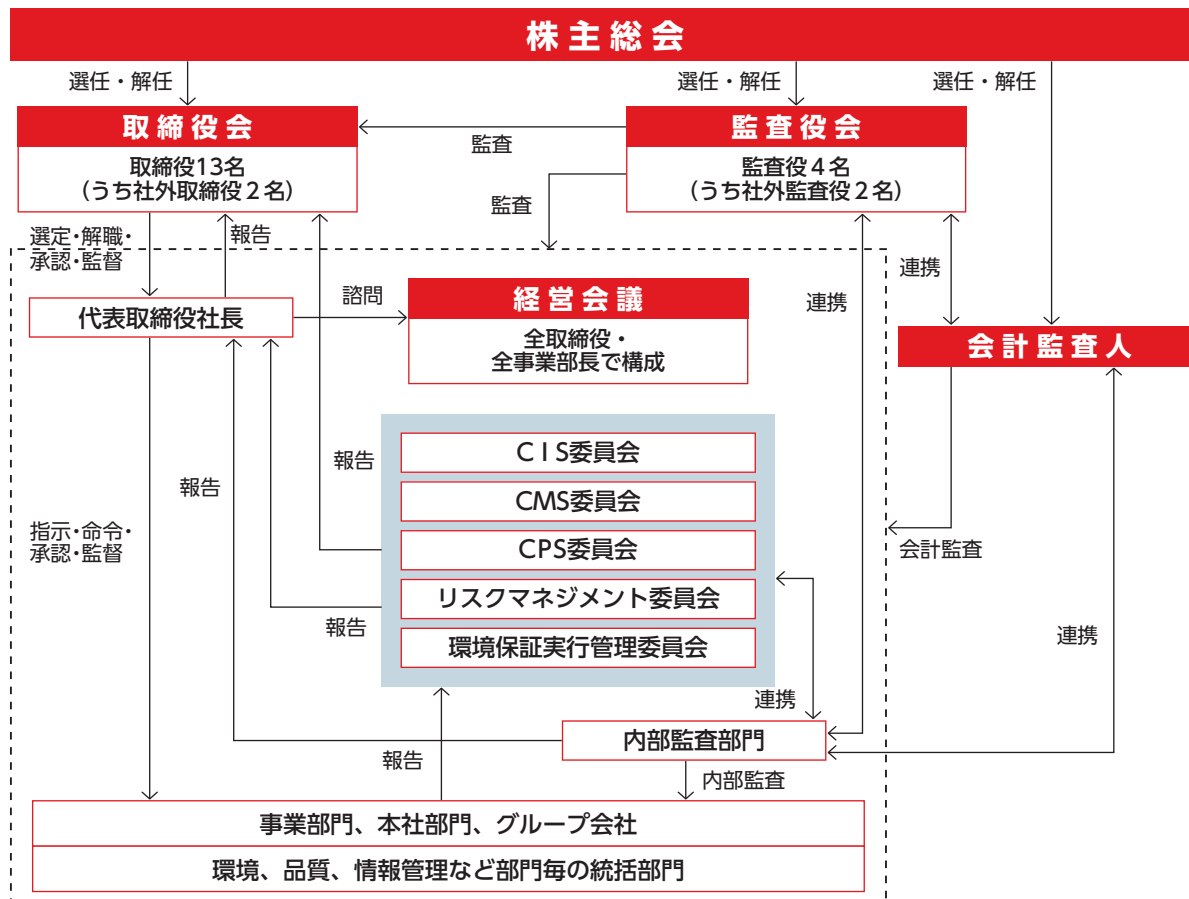 株主総会
選任・解任
選任・解任
選任・解任
取締役会
監査
監査役会
取締役13名
（うち社外取締役２名）
監査役４名
（うち社外監査役２名）
監査
選定・解職・
承認・監督
報告
連携
連携
代表取締役社長
諮問
経営会議
全取締役・
全事業部長で構成
会計監査人
報告
ＣＩＳ委員会
CMS委員会
CPS委員会
リスクマネジメント委員会
環境保証実行管理委員会
報告
報告
指示・命令・
承認・監督
会計監査
連携
連携
内部監査部門
報告
内部監査
事業部門、本社部門、グループ会社
環境、品質、情報管理など部門毎の統括部門